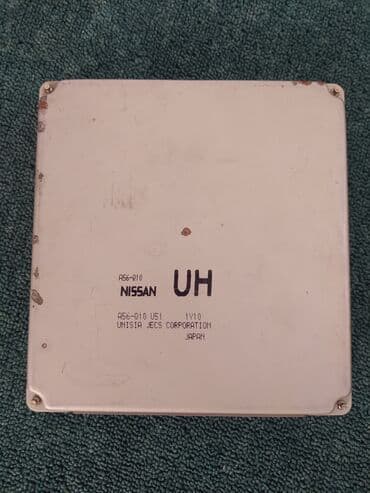 A56-010
NISSAN UH
A56-010 U51 1V10
UNISIA JECS CORPORATION
JAPAN